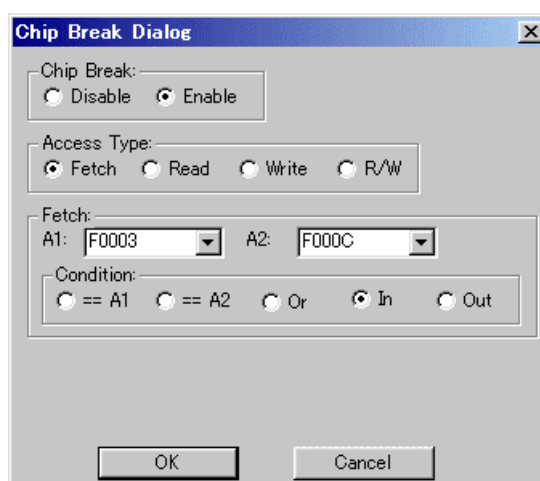 Chip Break Dialog
Chip Break:
Disable Enable
Access Type:
Fetch Read Write R/W
Fetch:
A1: F0003 A2: F000C
Condition:
== A1 == A2 Or In Out
OK Cancel